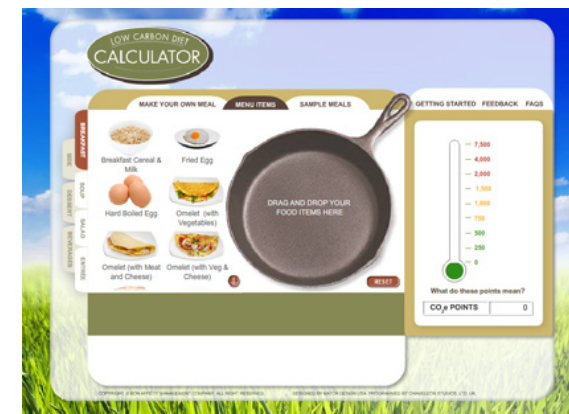 LOW CARBON DIET
CALCULATOR
MAKE YOUR OWN MEAL
MENU ITEMS
SAMPLE MEALS
GETTING STARTED
FEEDBACK
FAQS
BREAKFAST
SOUP
SALAD
ENTREE
SIDE
DESSERT
BEVERAGES
Breakfast Cereal &
Milk
Fried Egg
Hard Boiled Egg
Omelet (with
Vegetables)
Omelet (with Meat
and Cheese)
Omelet (with Veg &
Cheese)
DRAG AND DROP YOUR
FOOD ITEMS HERE
RESET
7,500
4,000
2,000
1,500
1,000
750
500
250
0
What do these points mean?
CO2e POINTS
0